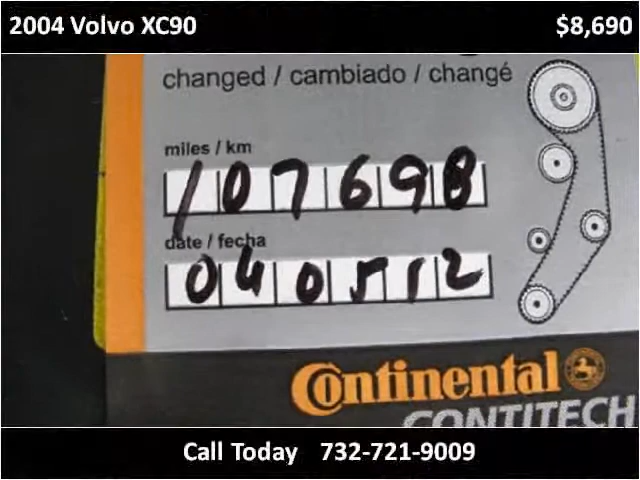 2004 Volvo XC90 $8,690
changed / cambiado / changé
miles / km
107698
date / fecha
040512
Continental
CONTITECH
Call Today 732-721-9009